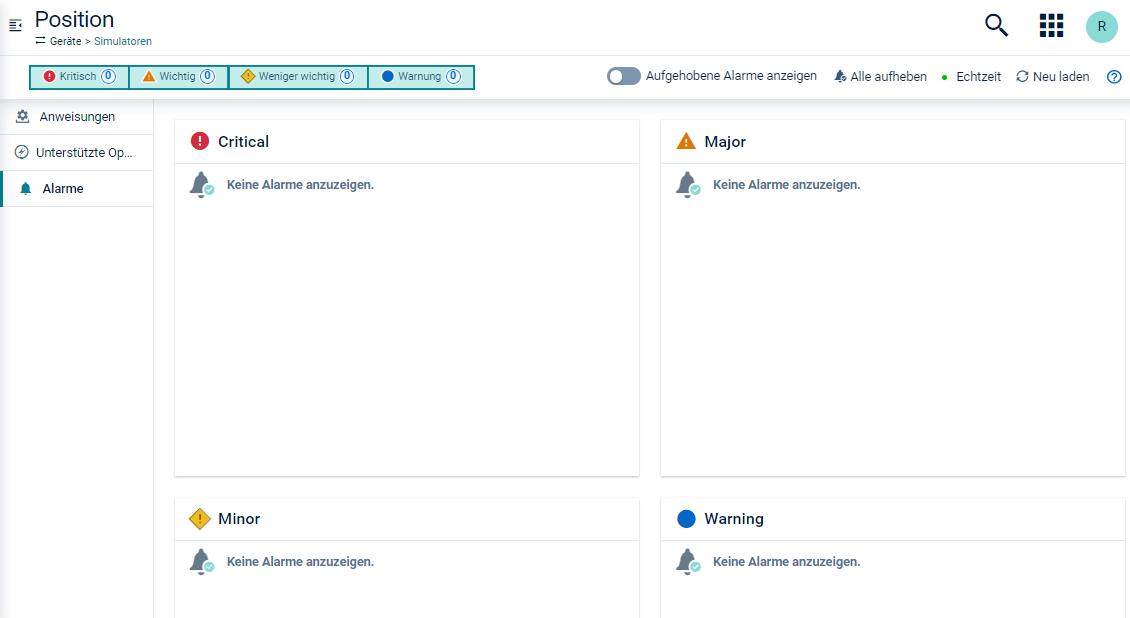 Position
Geräte > Simulatoren
R
Kritisch 0 Wichtig 0 Weniger wichtig 0 Warnung 0
Aufgehobene Alarme anzeigen Alle aufheben Echtzeit Neu laden ?
Anweisungen
Unterstützte Op...
Alarme
Critical
Keine Alarme anzuzeigen.
Major
Keine Alarme anzuzeigen.
Minor
Keine Alarme anzuzeigen.
Warning
Keine Alarme anzuzeigen.